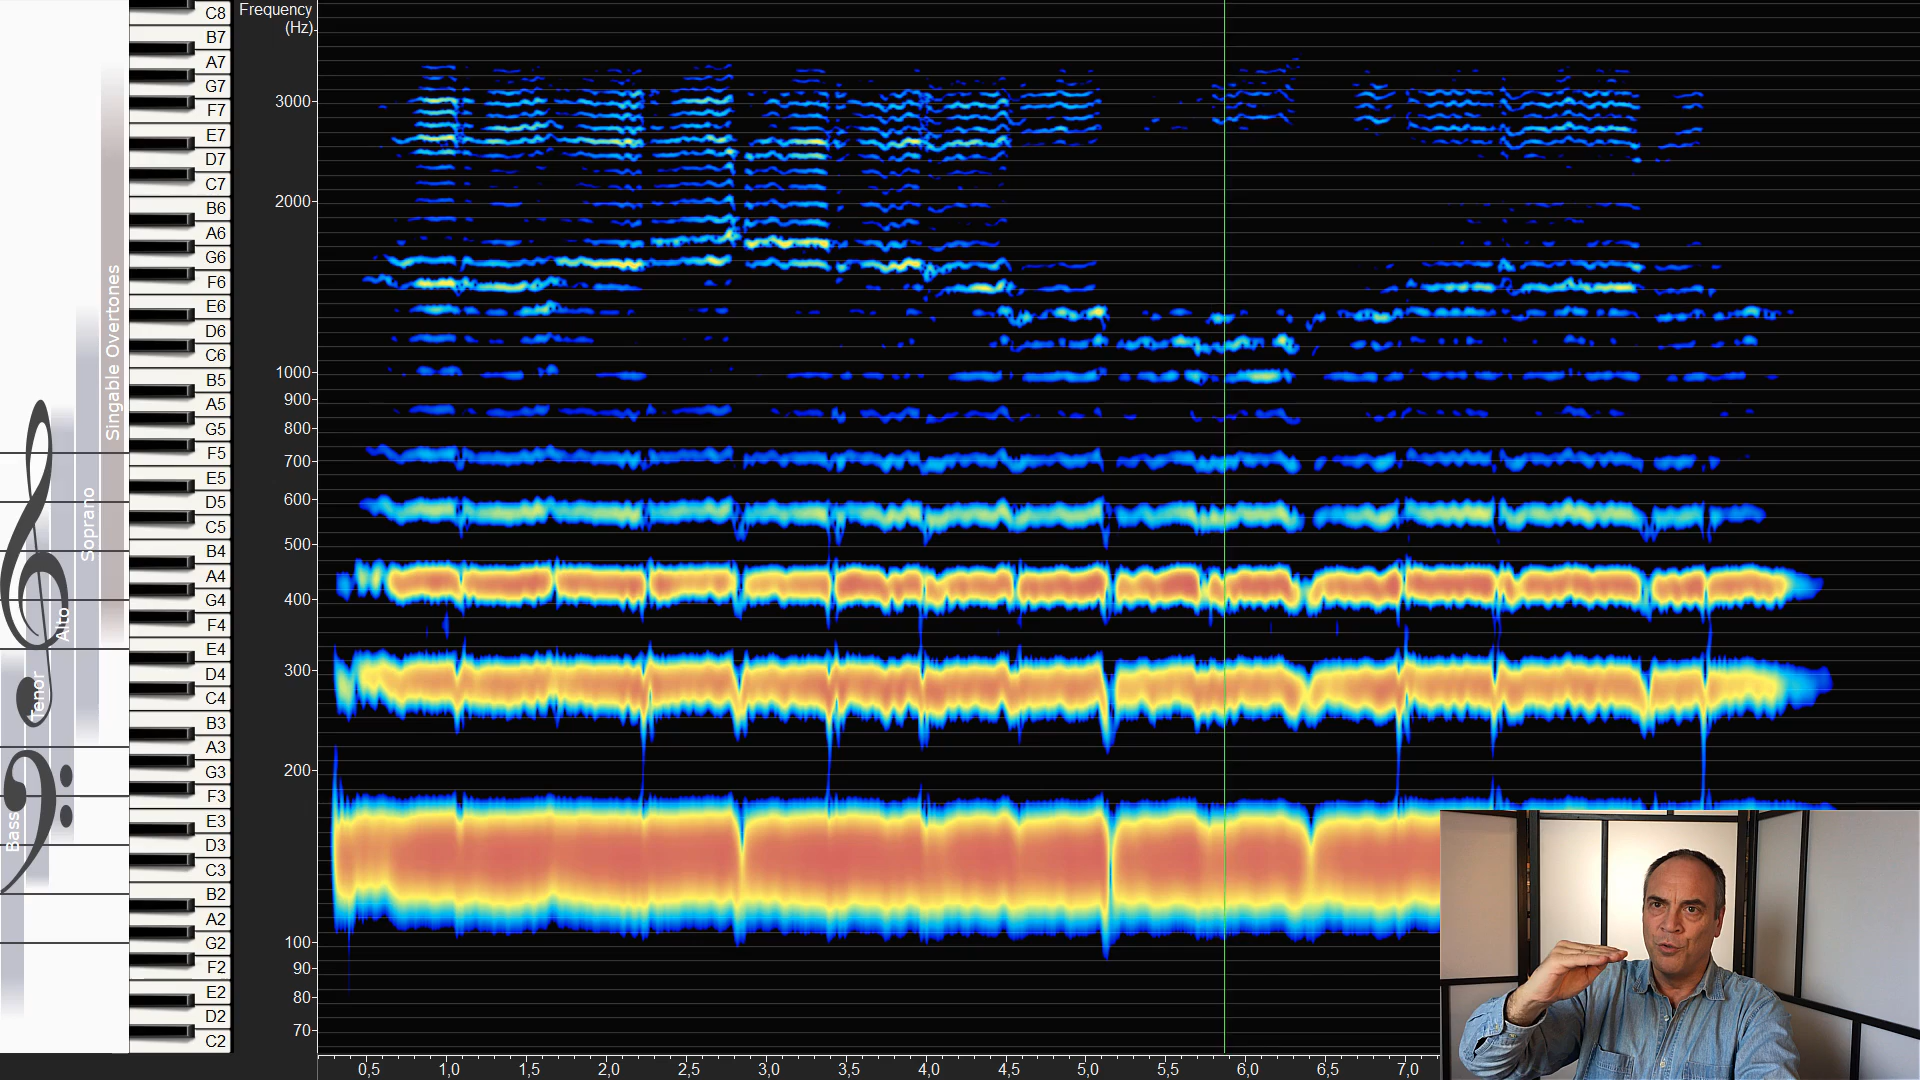 Frequency
(Hz)
C8
B7
A7
G7
F7
E7
D7
C7
B6
A6
G6
F6
E6
D6
C6
B5
A5
G5
F5
E5
D5
C5
B4
A4
G4
F4
E4
D4
C4
B3
A3
G3
F3
E3
D3
C3
B2
A2
G2
F2
E2
D2
C2
3000
2000
1000
900
800
700
600
500
400
300
200
100
90
80
70
Singable Overtones
Soprano
Alto
Tenor
Bass
0,5 1,0 1,5 2,0 2,5 3,0 3,5 4,0 4,5 5,0 5,5 6,0 6,5 7,0